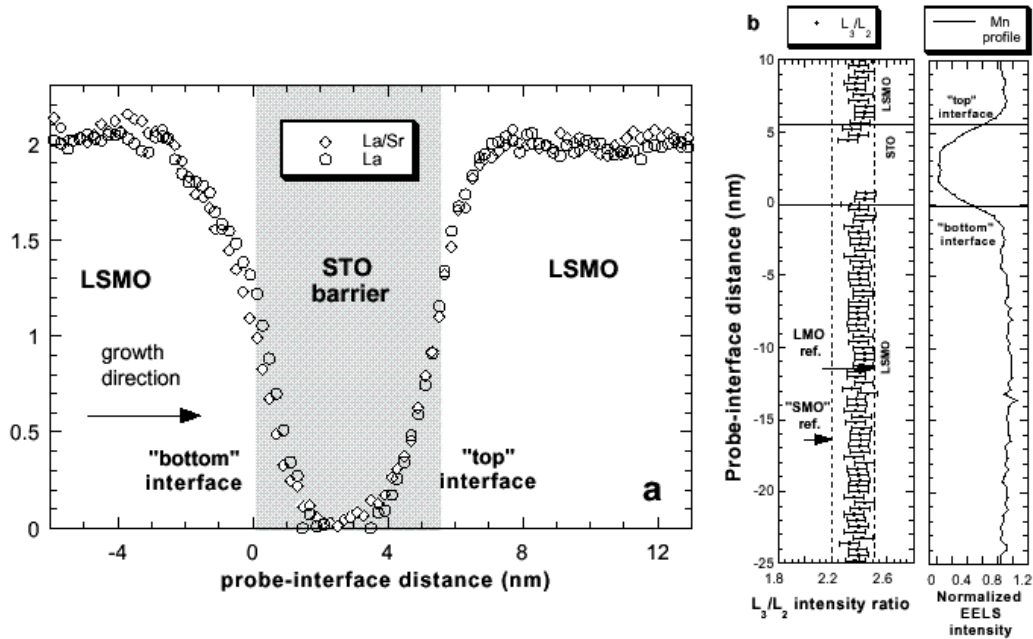 2
1.5
1
0.5
0
-4
0
4
8
12
probe-interface distance (nm)
La/Sr
La
LSMO
STO
barrier
LSMO
growth
direction
"bottom"
interface
"top"
interface
a
b
L3/L2
Mn
profile
10
5
0
-5
-10
-15
-20
-25
Probe-interface distance (nm)
LSMO
STO
LMO
ref.
LSMO
"SMO"
ref.
1.8
2.2
2.6
L3/L2 intensity ratio
"top"
interface
"bottom"
interface
0
0.4
0.8
1.2
Normalized
EELS
intensity